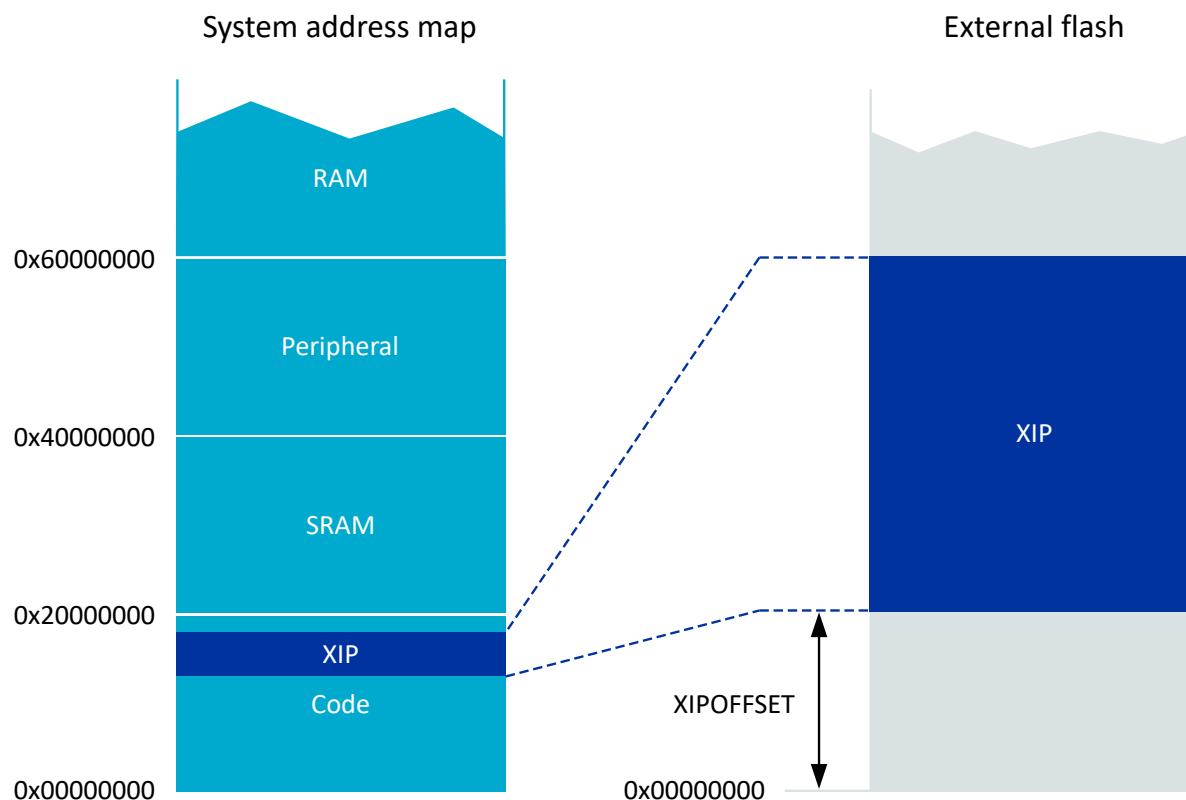 System address map
External flash
RAM
0x60000000
Peripheral
0x40000000
XIP
SRAM
0x20000000
XIP
Code
XIPOFFSET
0x00000000
0x00000000